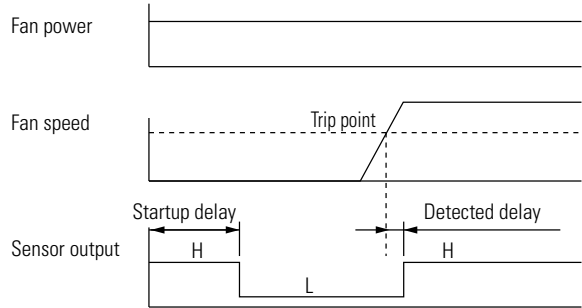 Fan power
Fan speed
Trip point
Startup delay
Detected delay
Sensor output
H
H
L